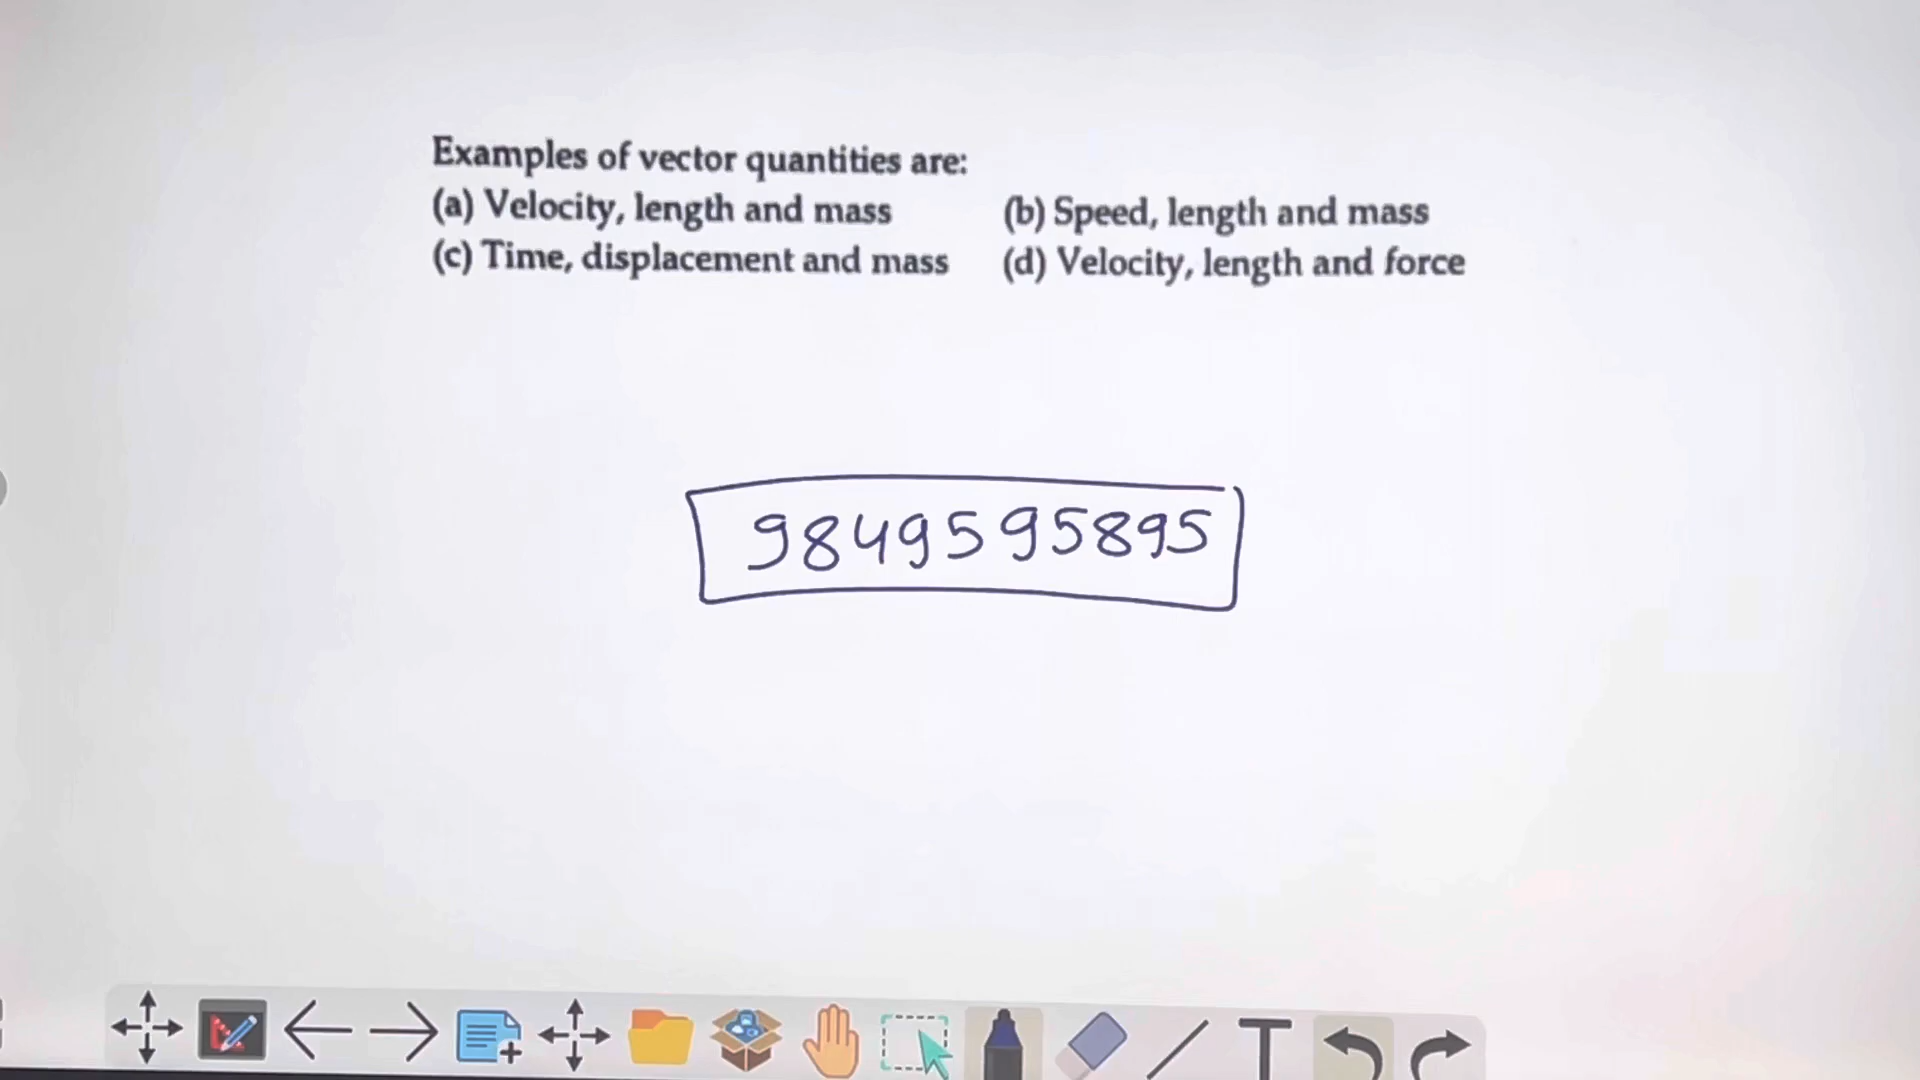 Examples of vector quantities are:
(a) Velocity, length and mass (b) Speed, length and mass
(c) Time, displacement and mass (d) Velocity, length and force
9849595895